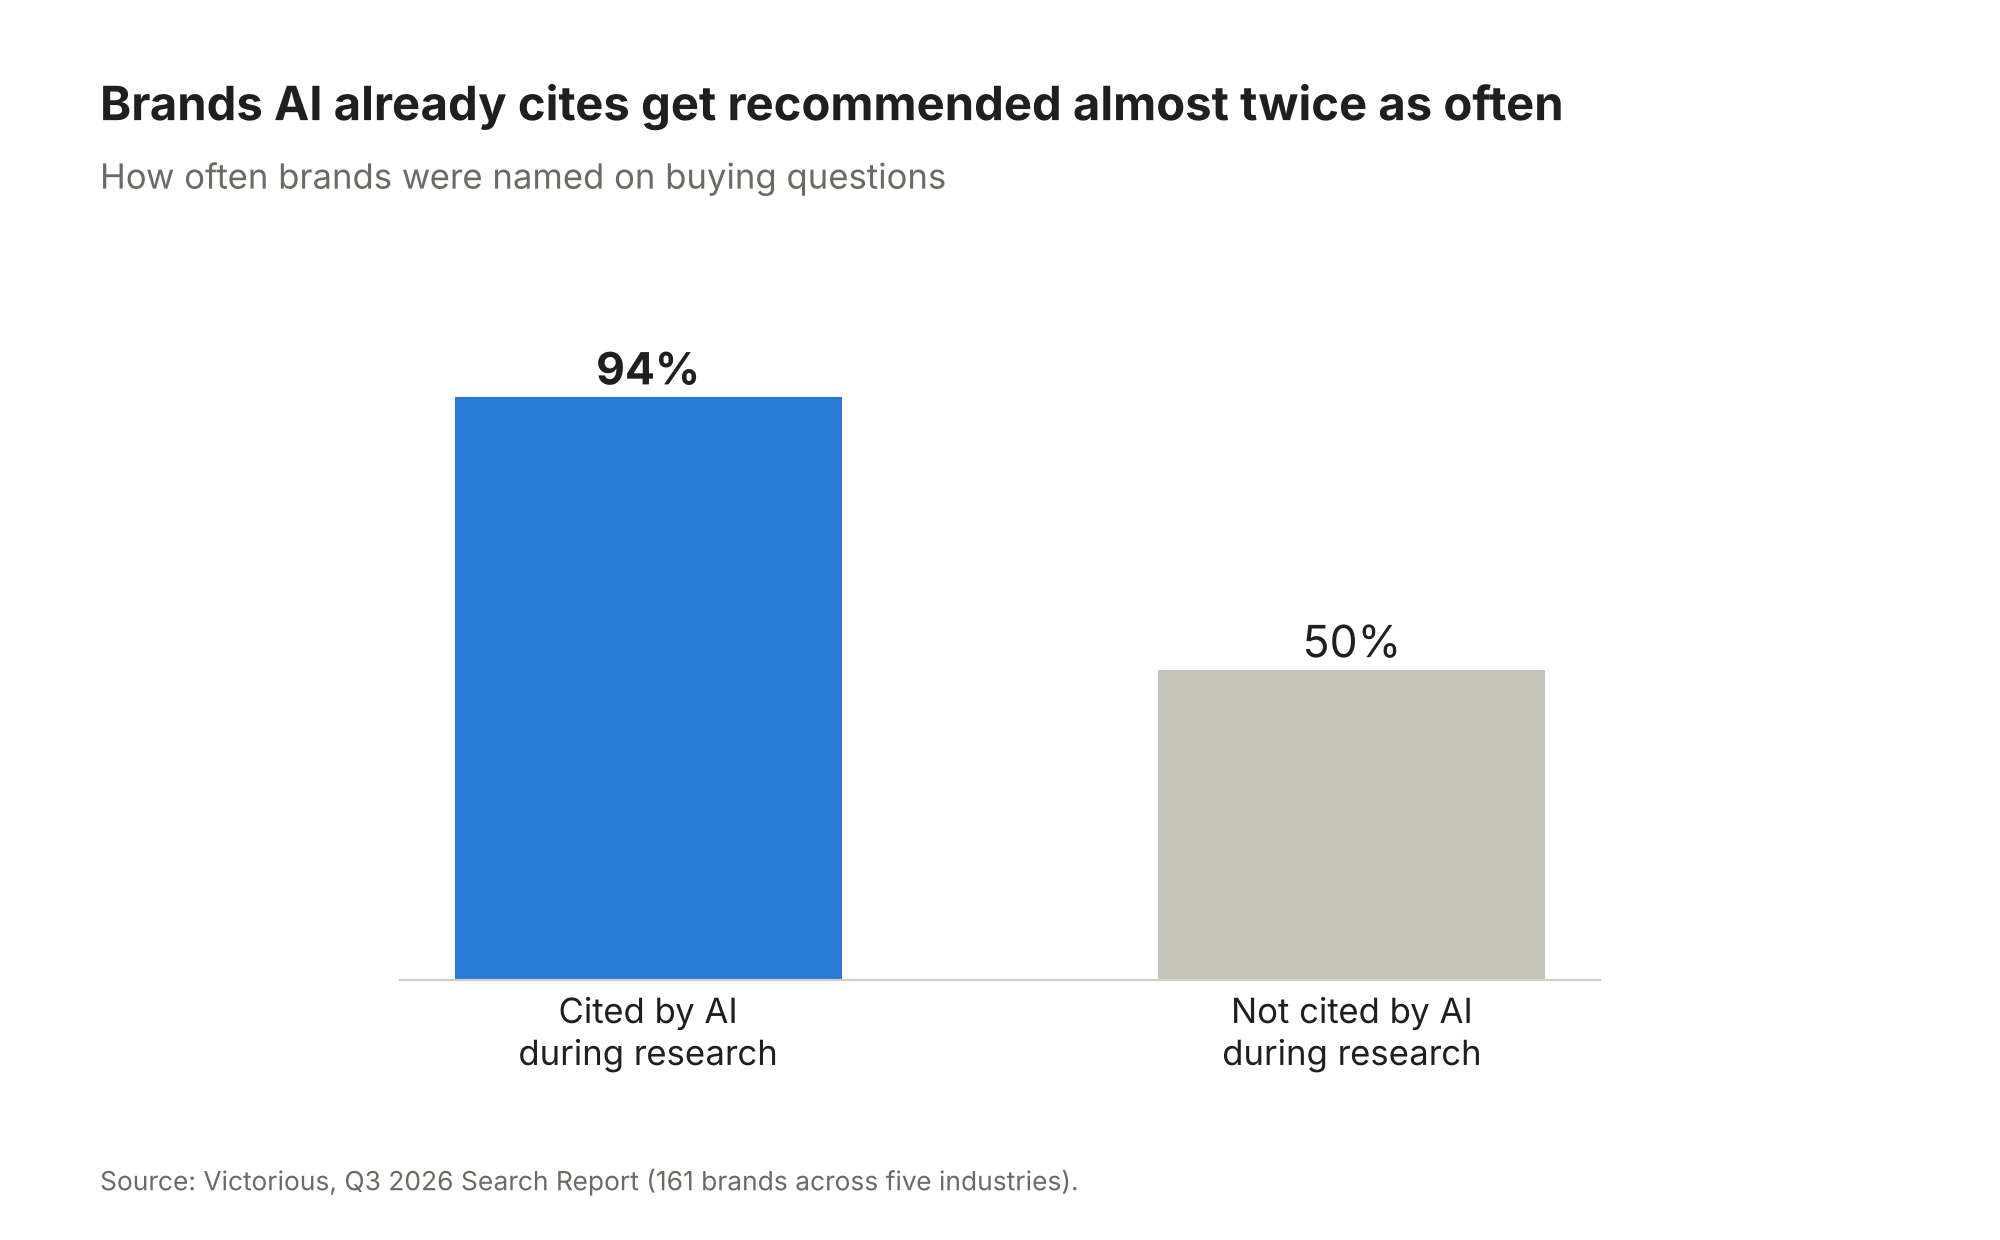 Brands AI already cites get recommended almost twice as often
How often brands were named on buying questions
94%
50%
Cited by AI
during research
Not cited by AI
during research
Source: Victorious, Q3 2026 Search Report (161 brands across five industries).